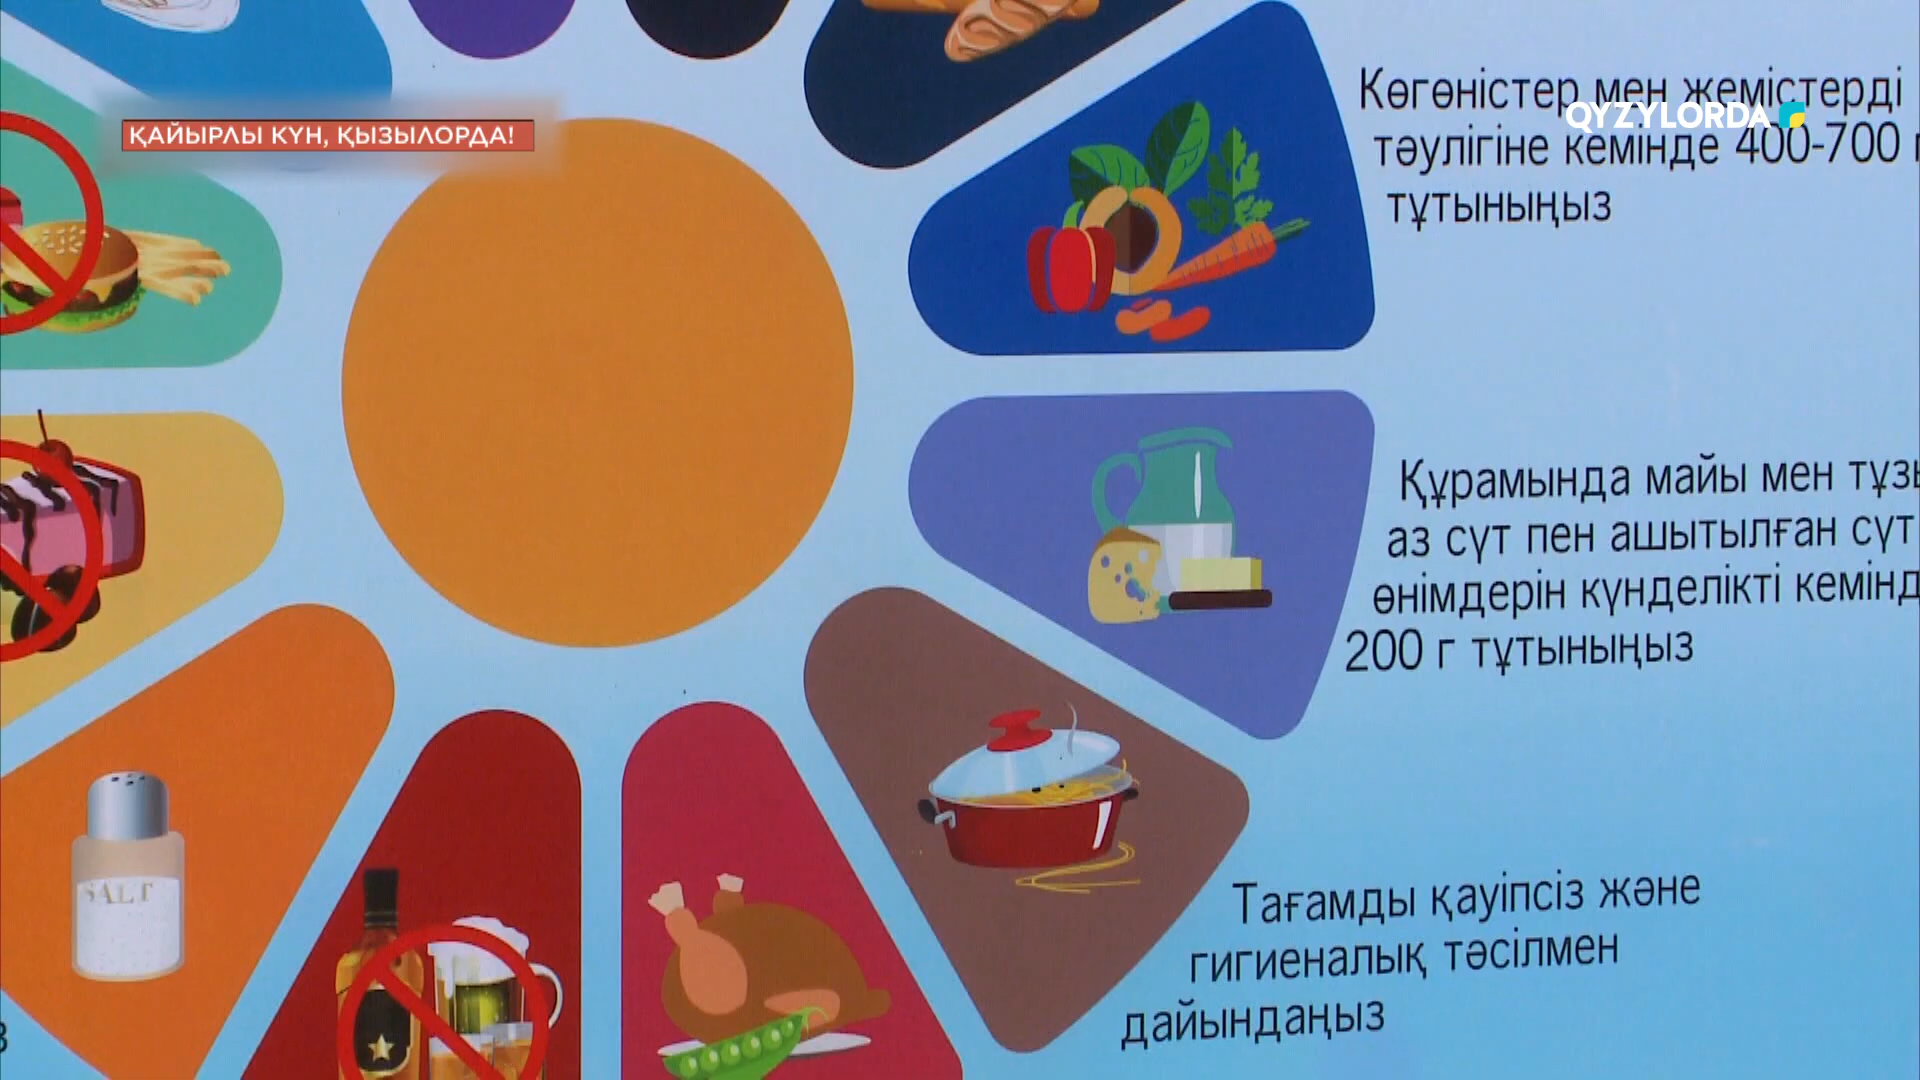 ҚАЙЫРЛЫ КҮН, ҚЫЗЫЛОРДА!
QYZYLORDA
Көгөністер мен жемістерді
тәулігіне кемінде 400-700 г
тұтыныңыз
Құрамында майы мен тұзы
аз сүт пен ашытылған сүт
өнімдерін күнделікті кемінд
200 г тұтыныңыз
SALT
Тағамды қауіпсіз және
гигиеналық тәсілмен
дайындаңыз